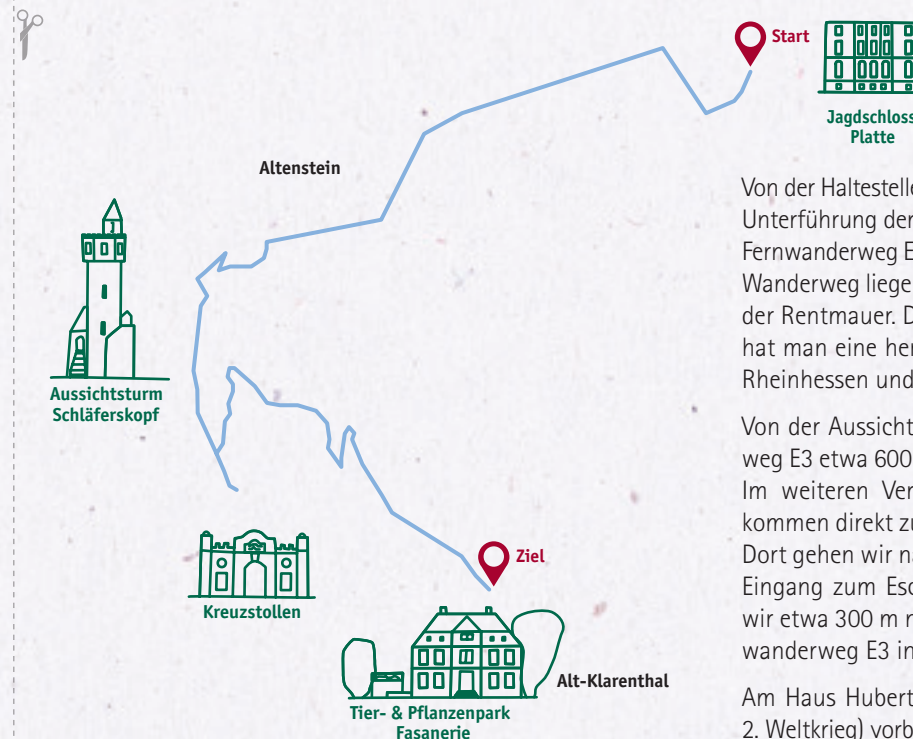 Start
Jagdschloss
Platte
Altenstein
Aussichtsturm
Schläferskopf
Kreuzstollen
Ziel
Alt-Klarenthal
Tier- & Pflanzenpark
Fasanerie
Von der Haltestelle
Unterführung der
Fernwanderweg E
Wanderweg liege
der Rentmauer. D
hat man eine her
Rheinhessen und
Von der Aussicht
weg E3 etwa 600
Im weiteren Ver
kommen direkt zu
Dort gehen wir n
Eingang zum Esc
wir etwa 300 m r
wanderweg E3 in
Am Haus Hubert
2. Weltkrieg) vorb